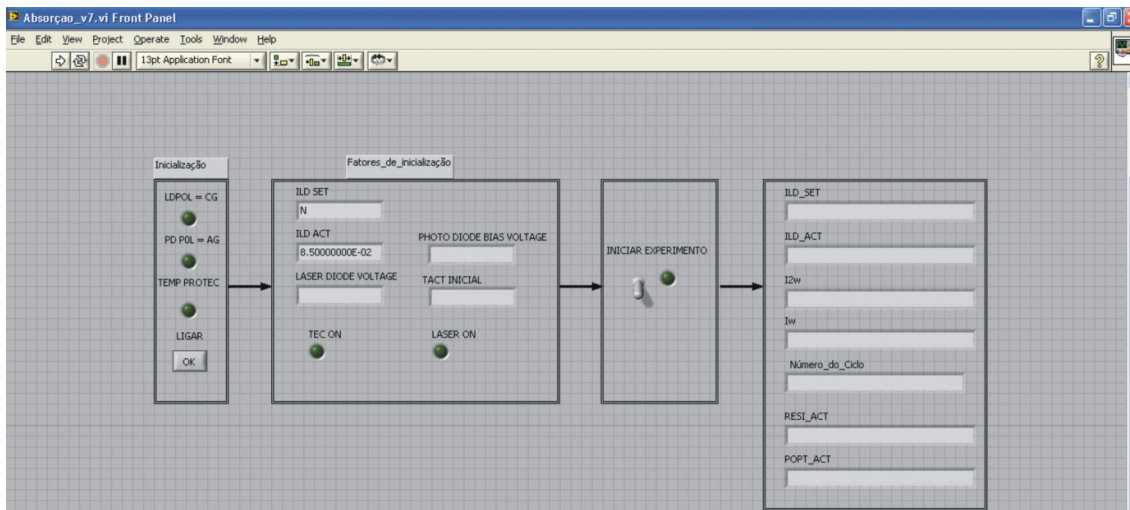 Absorçao_v7.vi Front Panel
File Edit View Project Operate Tools Window Help
13pt Application Font
Inicialização
LDPOL = CG
PD POL = AG
TEMP PROTEC
LIGAR
OK
Fatores_de_inicialização
ILD SET
N
ILD ACT
8.50000000E-02
PHOTO DIODE BIAS VOLTAGE
LASER DIODE VOLTAGE
TACT INICIAL
TEC ON
LASER ON
INICIAR EXPERIMENTO
ILD_SET
ILD_ACT
I2w
Iw
Número_do_Ciclo
RESI_ACT
POPT_ACT